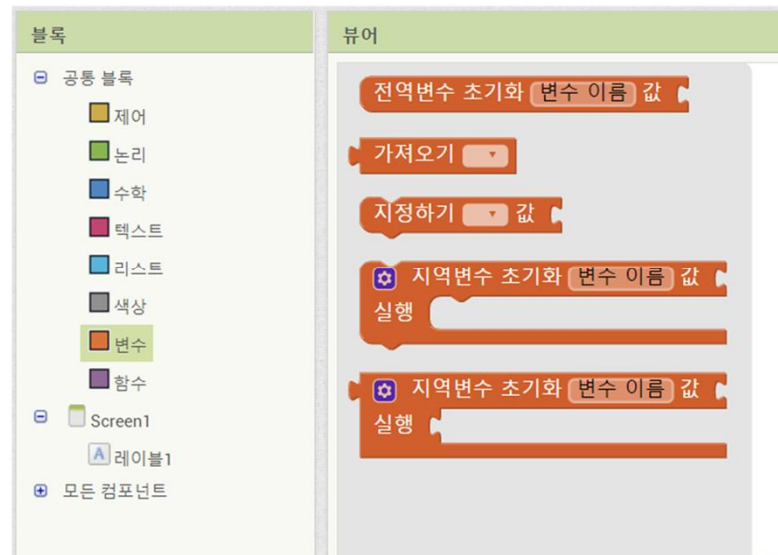 블록
공통 블록
제어
논리
수학
텍스트
리스트
색상
변수
함수
Screen1
A 레이블1
모든 컴포넌트
뷰어
전역변수 초기화 변수 이름 값
가져오기
지정하기 값
지역변수 초기화 변수 이름 값
실행
지역변수 초기화 변수 이름 값
실행